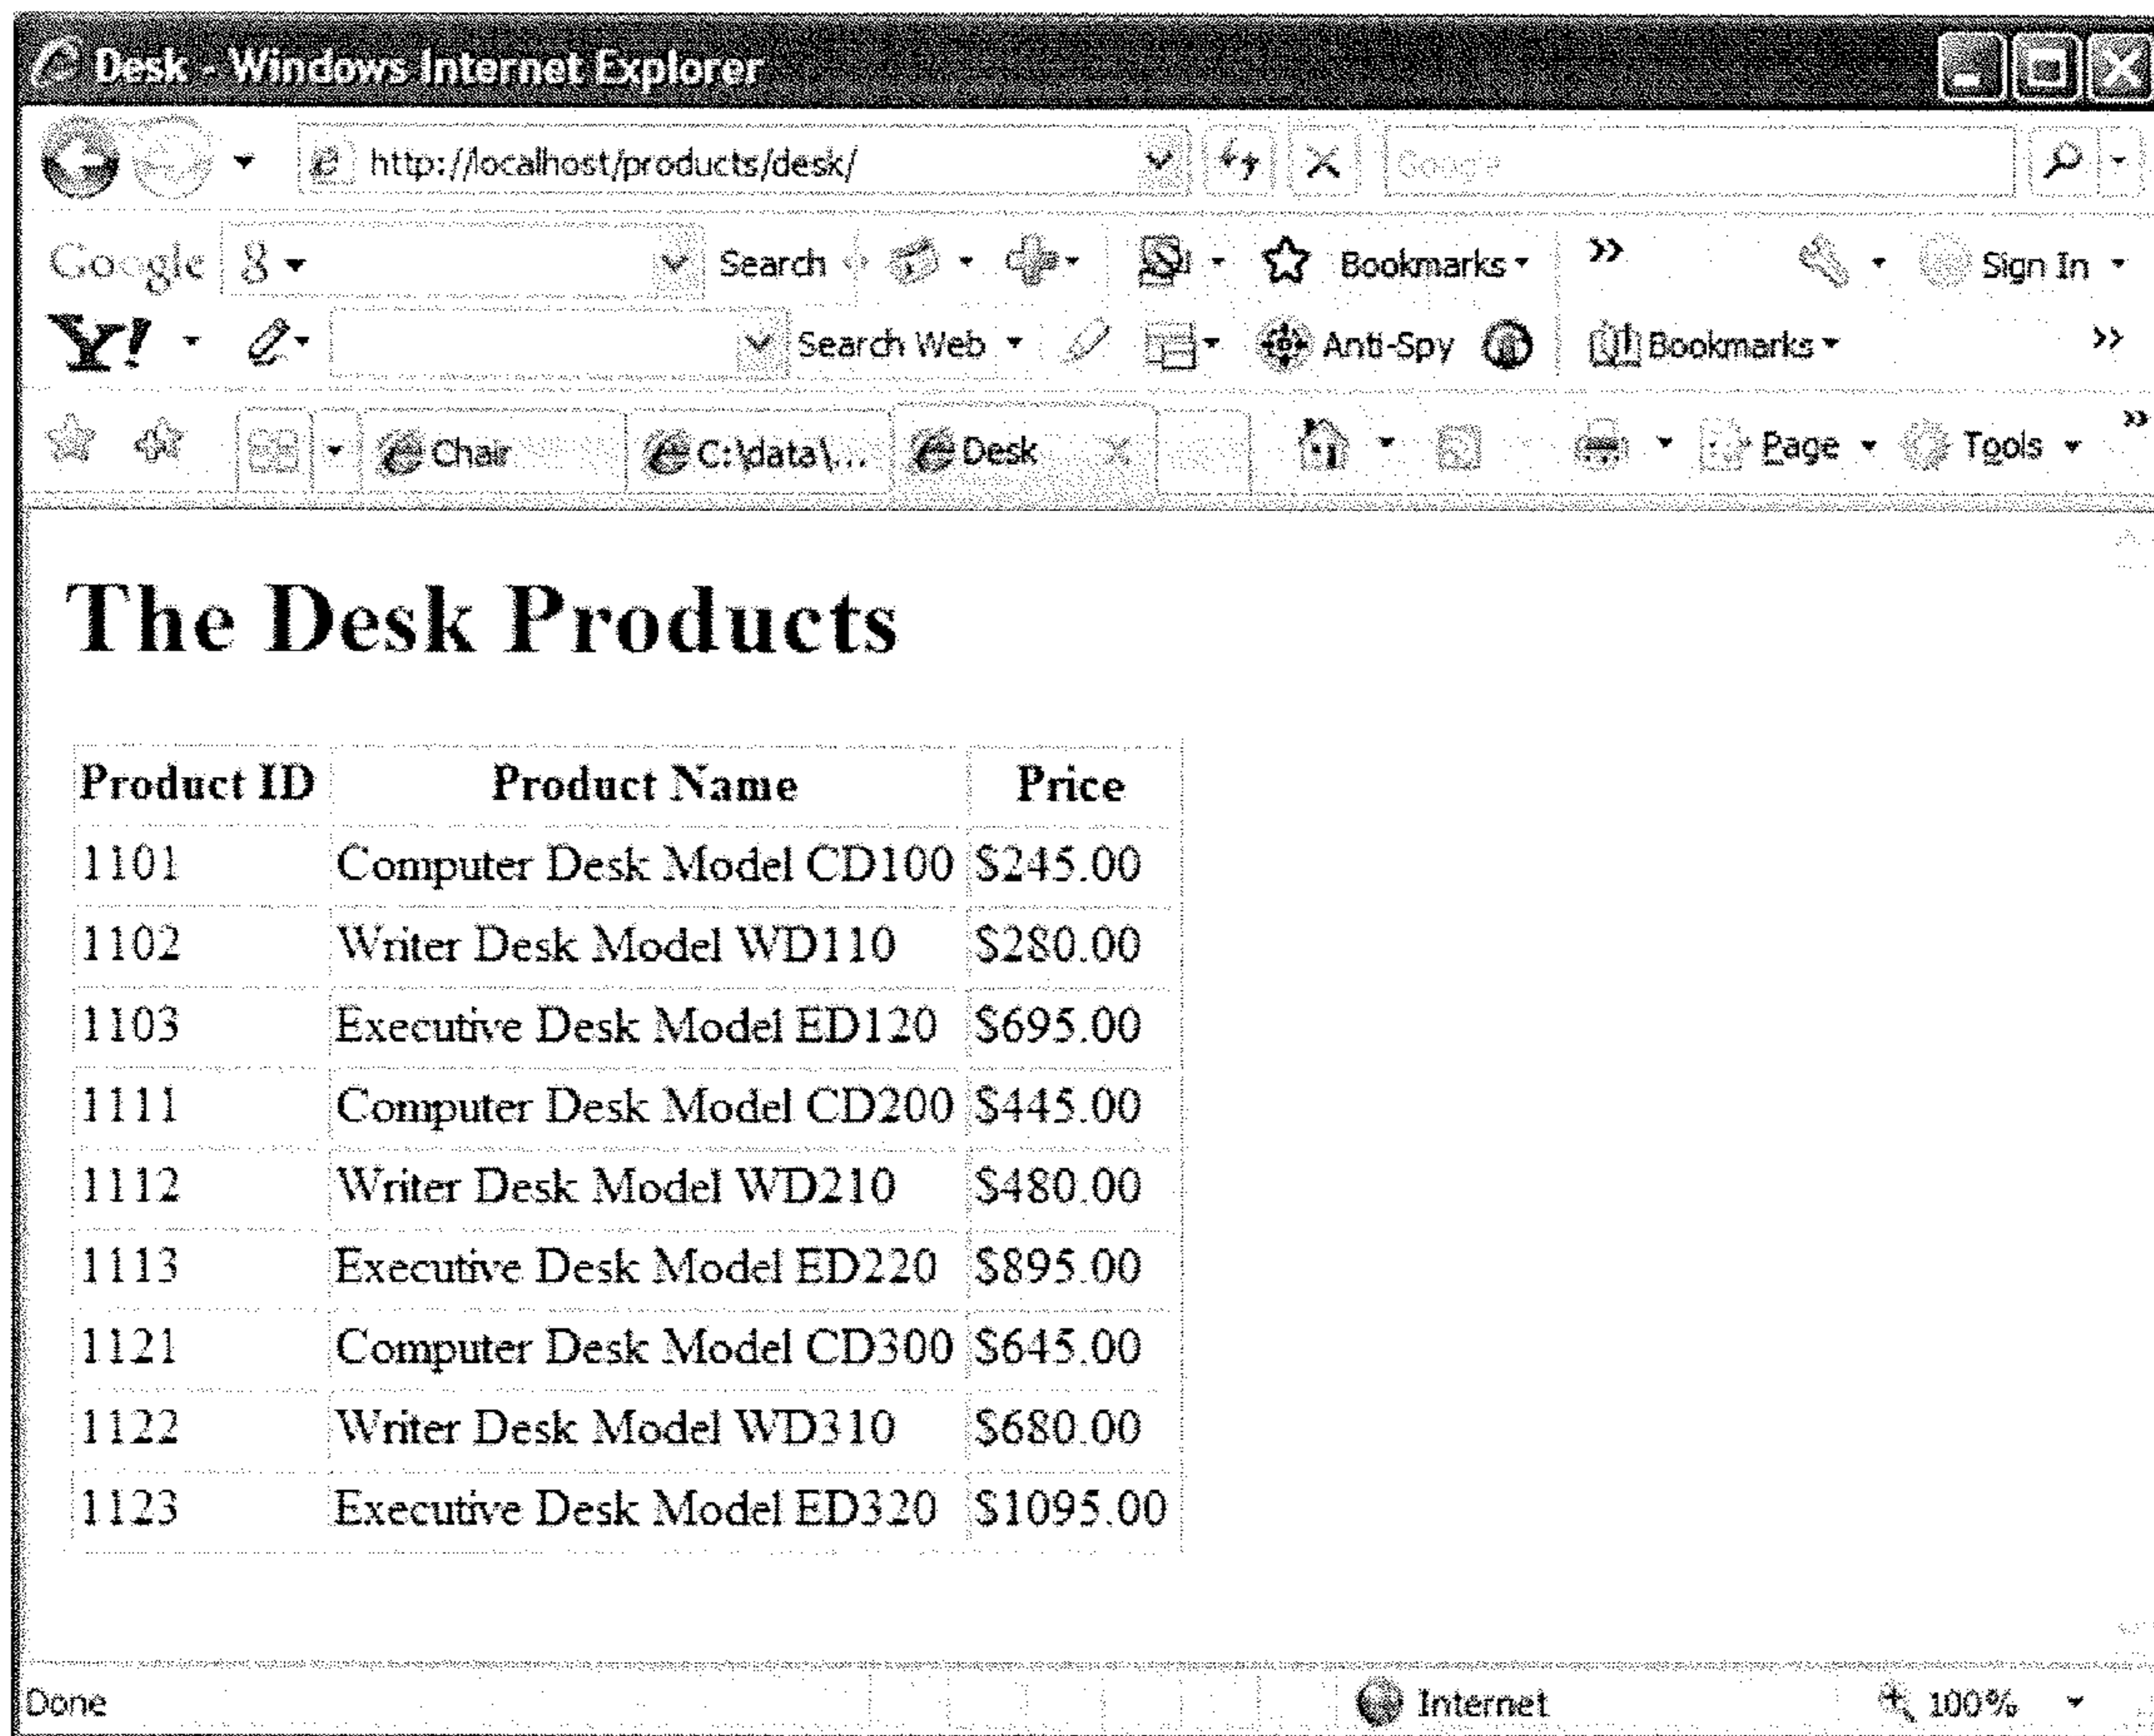 Desk - Windows Internet Explorer
http://localhost/products/desk/ Google
Google 8 Search Bookmarks » Sign In
Y! Search Web Anti-Spy Bookmarks »
Chair C:\data\... Desk Page Tools »
The Desk Products
Product ID Product Name Price
1101 Computer Desk Model CD100 $245.00
1102 Writer Desk Model WD110 $280.00
1103 Executive Desk Model ED120 $695.00
1111 Computer Desk Model CD200 $445.00
1112 Writer Desk Model WD210 $480.00
1113 Executive Desk Model ED220 $895.00
1121 Computer Desk Model CD300 $645.00
1122 Writer Desk Model WD310 $680.00
1123 Executive Desk Model ED320 $1095.00
Done Internet 100%